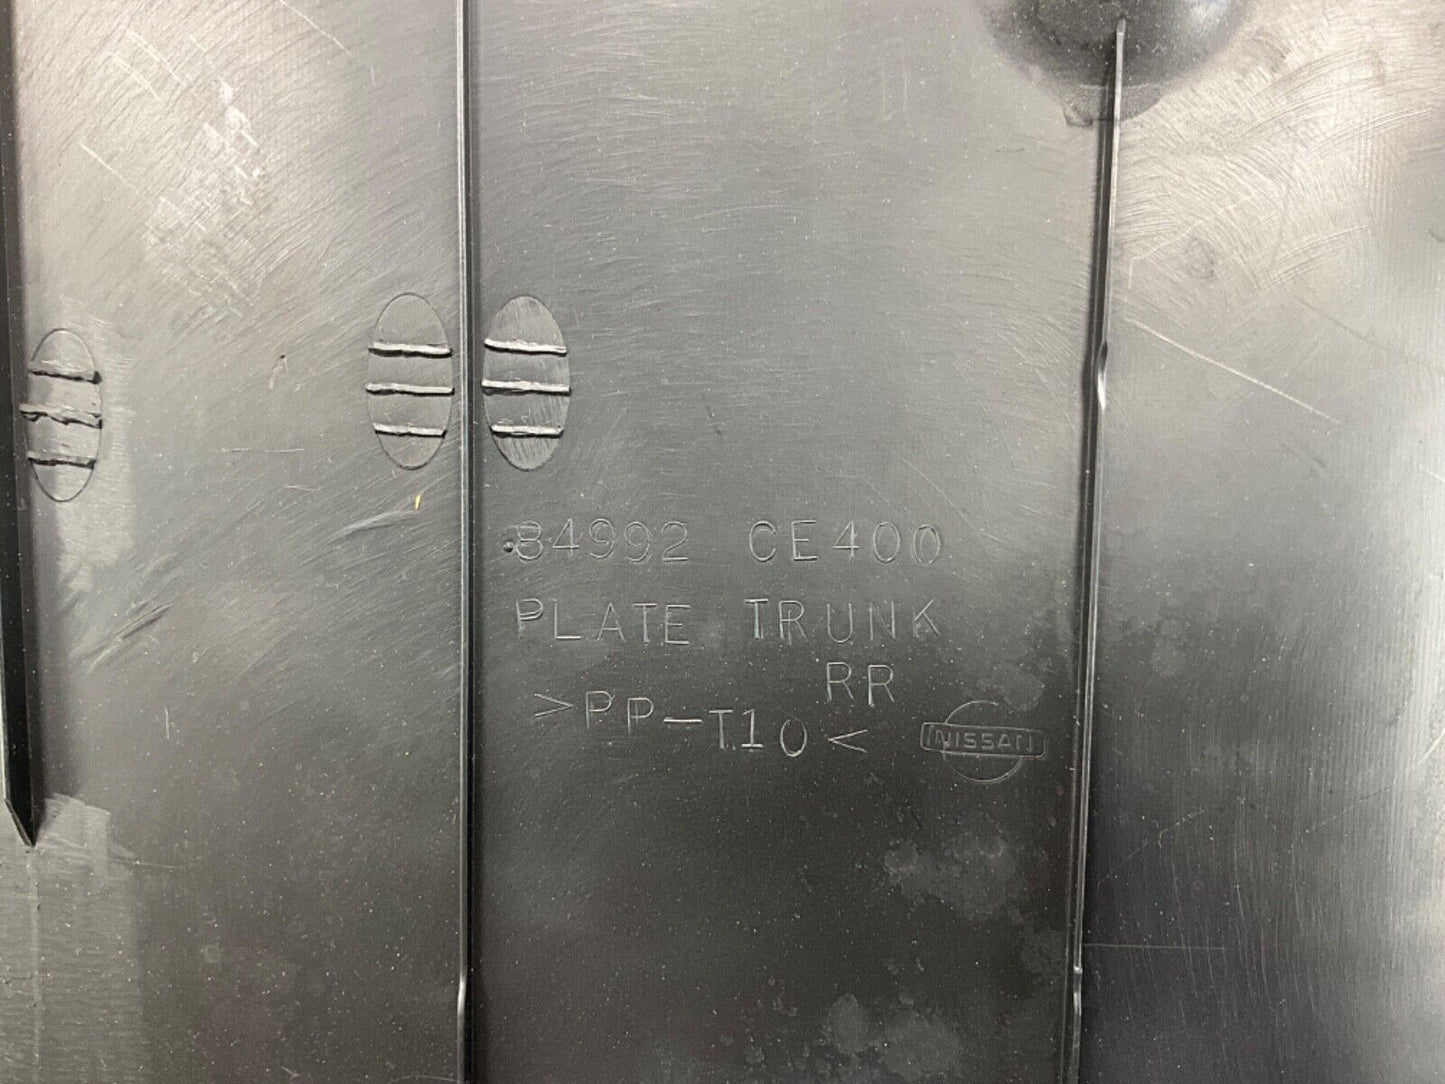 84992 CE400
PLATE TRUNK
RR
>PP-T10<
NISSAN